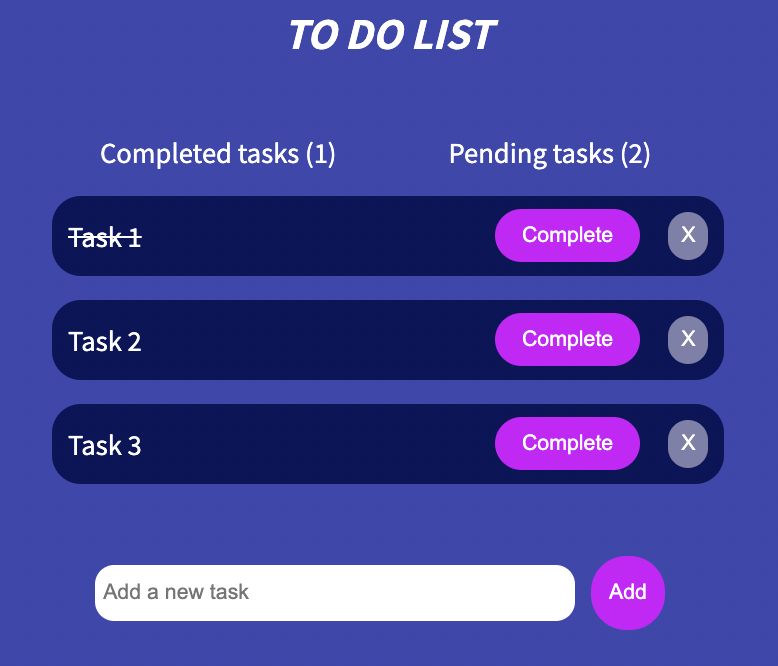 TO DO LIST
Completed tasks (1) Pending tasks (2)
Task 1 Complete X
Task 2 Complete X
Task 3 Complete X
Add a new task Add